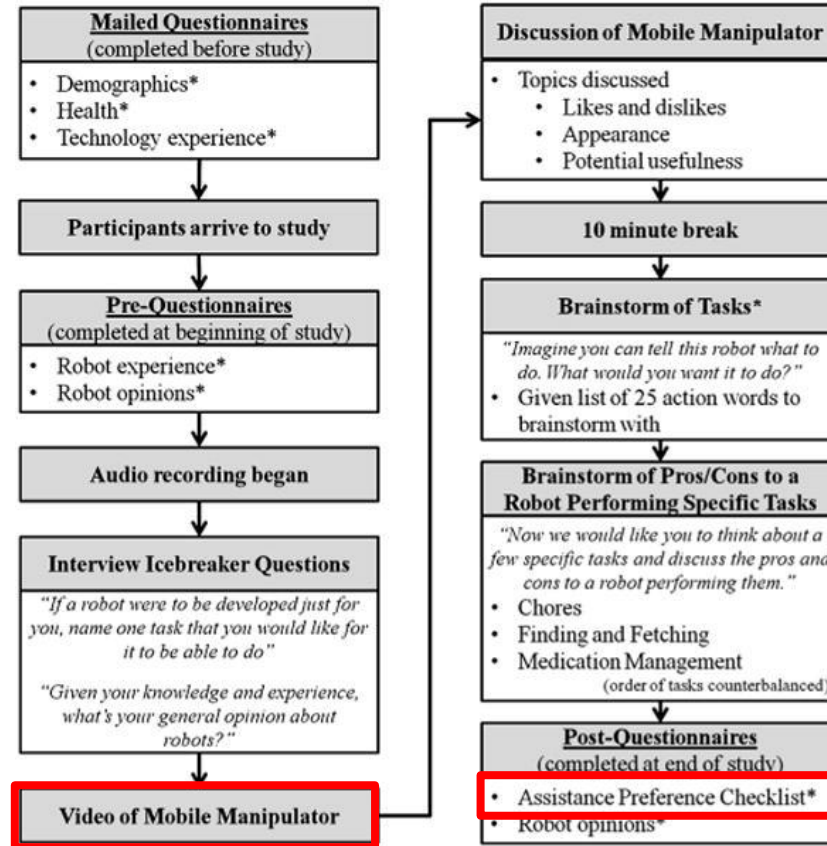 Mailed Questionnaires
(completed before study)
• Demographics*
• Health*
• Technology experience*
Participants arrive to study
Pre-Questionnaires
(completed at beginning of study)
• Robot experience*
• Robot opinions*
Audio recording began
Interview Icebreaker Questions
"If a robot were to be developed just for
you, name one task that you would like for
it to be able to do"
"Given your knowledge and experience,
what's your general opinion about
robots?"
Video of Mobile Manipulator
Discussion of Mobile Manipulator
• Topics discussed
• Likes and dislikes
• Appearance
• Potential usefulness
10 minute break
Brainstorm of Tasks*
"Imagine you can tell this robot what to
do. What would you want it to do?"
• Given list of 25 action words to
brainstorm with
Brainstorm of Pros/Cons to a
Robot Performing Specific Tasks
"Now we would like you to think about a
few specific tasks and discuss the pros and
cons to a robot performing them."
• Chores
• Finding and Fetching
• Medication Management
(order of tasks counterbalanced)
Post-Questionnaires
(completed at end of study)
• Assistance Preference Checklist*
• Robot opinions*